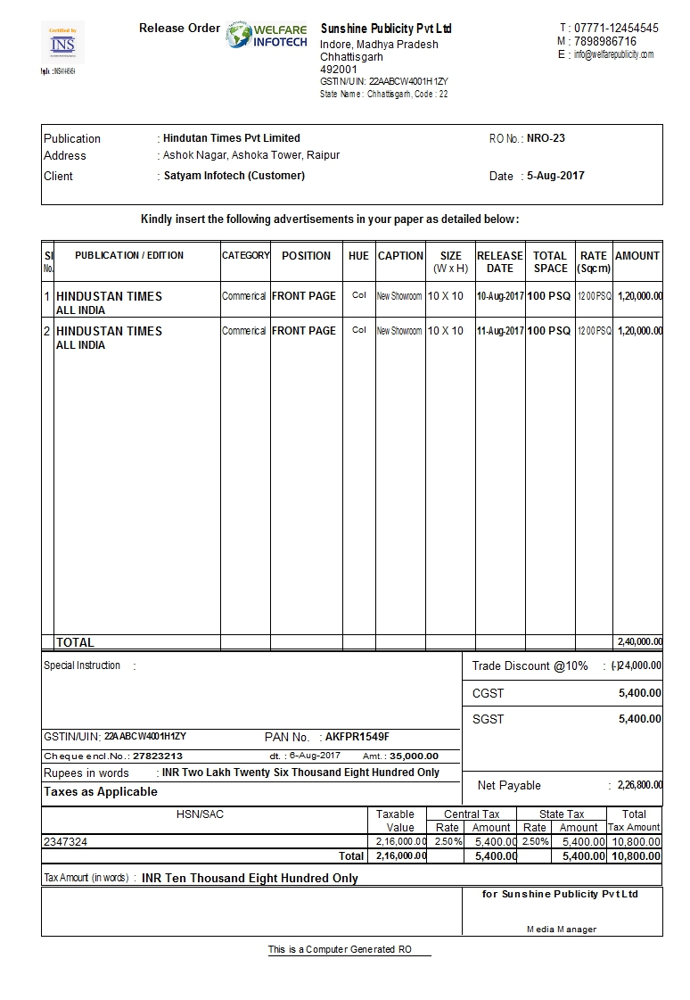 Certified by
INS
Release Order
WELFARE
INFOTECH
Sunshine Publicity Pvt Ltd
Indore, Madhya Pradesh
Chhattisgarh
492001
GSTIN/UIN: 22AABCW4001H1ZY
State Name : Chhattisgarh, Code : 22
T : 07771-12454545
M : 7898986716
E : info@welfarepublicity.com
Publication : Hindutan Times Pvt Limited RO No. : NRO-23
Address : Ashok Nagar, Ashoka Tower, Raipur
Client : Satyam Infotech (Customer) Date : 5-Aug-2017
Kindly insert the following advertisements in your paper as detailed below :
Sl PUBLICATION / EDITION CATEGORY POSITION HUE CAPTION SIZE RELEASE TOTAL RATE AMOUNT
No. (W x H) DATE SPACE (Sqcm)
1 HINDUSTAN TIMES Commerical FRONT PAGE Col New Showroom 10 X 10 10-Aug-2017 100 PSQ 1200 PSQ 1,20,000.00
ALL INDIA
2 HINDUSTAN TIMES Commerical FRONT PAGE Col New Showroom 10 X 10 11-Aug-2017 100 PSQ 1200 PSQ 1,20,000.00
ALL INDIA
TOTAL 2,40,000.00
Special Instruction :
Trade Discount @10% : (-)24,000.00
CGST 5,400.00
SGST 5,400.00
GSTIN/UIN: 22AABCW4001H1ZY PAN No. : AKFPR1549F
Cheque encl.No.: 27823213 dt. : 6-Aug-2017 Amt. : 35,000.00
Rupees in words : INR Two Lakh Twenty Six Thousand Eight Hundred Only
Net Payable : 2,26,800.00
Taxes as Applicable
HSN/SAC Taxable Central Tax State Tax Total
Value Rate Amount Rate Amount Tax Amount
2347324 2,16,000.00 2.50% 5,400.00 2.50% 5,400.00 10,800.00
Total 2,16,000.00 5,400.00 5,400.00 10,800.00
Tax Amount (in words) : INR Ten Thousand Eight Hundred Only
for Sunshine Publicity Pvt Ltd
Media Manager
This is a Computer Generated RO